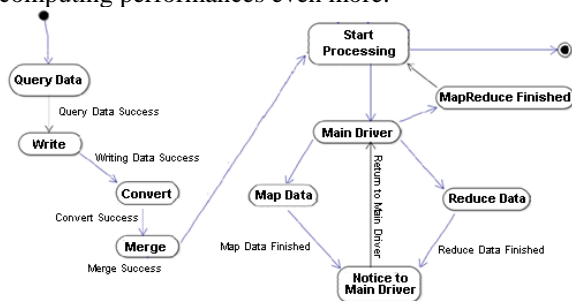 computing performances even more.
Start
Processing
Query Data
MapReduce Finished
Query Data Success
Main Driver
Write
Writing Data Success
Return to Main Driver
Convert
Map Data
Reduce Data
Convert Success
Merge
Map Data Finished
Reduce Data Finished
Merge Success
Notice to
Main Driver